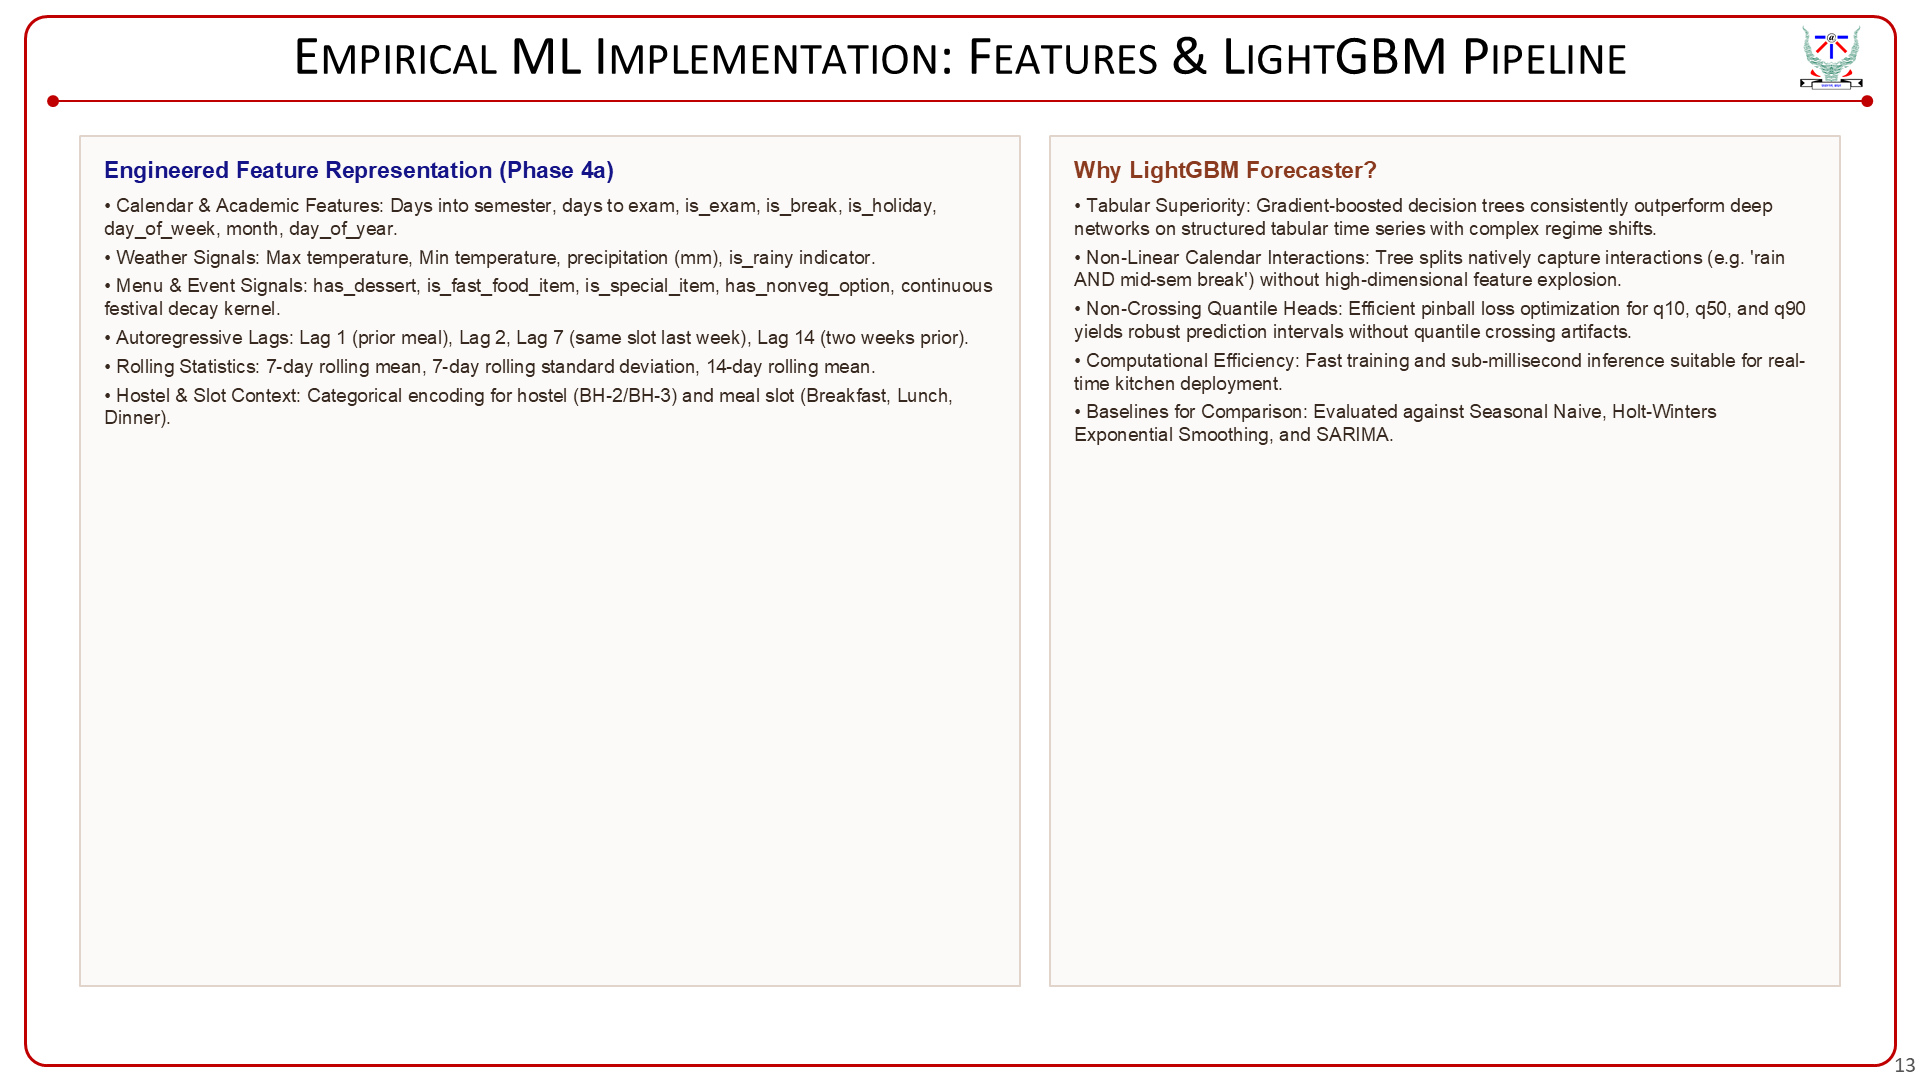 EMPIRICAL ML IMPLEMENTATION: FEATURES & LIGHTGBM PIPELINE
@
Engineered Feature Representation (Phase 4a)
• Calendar & Academic Features: Days into semester, days to exam, is_exam, is_break, is_holiday,
day_of_week, month, day_of_year.
• Weather Signals: Max temperature, Min temperature, precipitation (mm), is_rainy indicator.
• Menu & Event Signals: has_dessert, is_fast_food_item, is_special_item, has_nonveg_option, continuous
festival decay kernel.
• Autoregressive Lags: Lag 1 (prior meal), Lag 2, Lag 7 (same slot last week), Lag 14 (two weeks prior).
• Rolling Statistics: 7-day rolling mean, 7-day rolling standard deviation, 14-day rolling mean.
• Hostel & Slot Context: Categorical encoding for hostel (BH-2/BH-3) and meal slot (Breakfast, Lunch,
Dinner).
Why LightGBM Forecaster?
• Tabular Superiority: Gradient-boosted decision trees consistently outperform deep
networks on structured tabular time series with complex regime shifts.
• Non-Linear Calendar Interactions: Tree splits natively capture interactions (e.g. 'rain
AND mid-sem break') without high-dimensional feature explosion.
• Non-Crossing Quantile Heads: Efficient pinball loss optimization for q10, q50, and q90
yields robust prediction intervals without quantile crossing artifacts.
• Computational Efficiency: Fast training and sub-millisecond inference suitable for real-
time kitchen deployment.
• Baselines for Comparison: Evaluated against Seasonal Naive, Holt-Winters
Exponential Smoothing, and SARIMA.
13